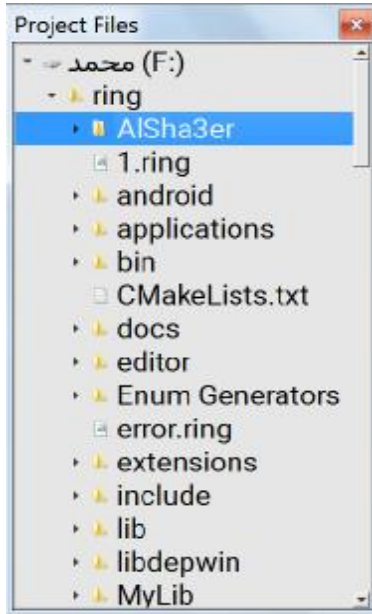 Project Files
محمد (F:)
ring
AlSha3er
1.ring
android
applications
bin
CMakeLists.txt
docs
editor
Enum Generators
error.ring
extensions
include
lib
libdepwin
MyLib